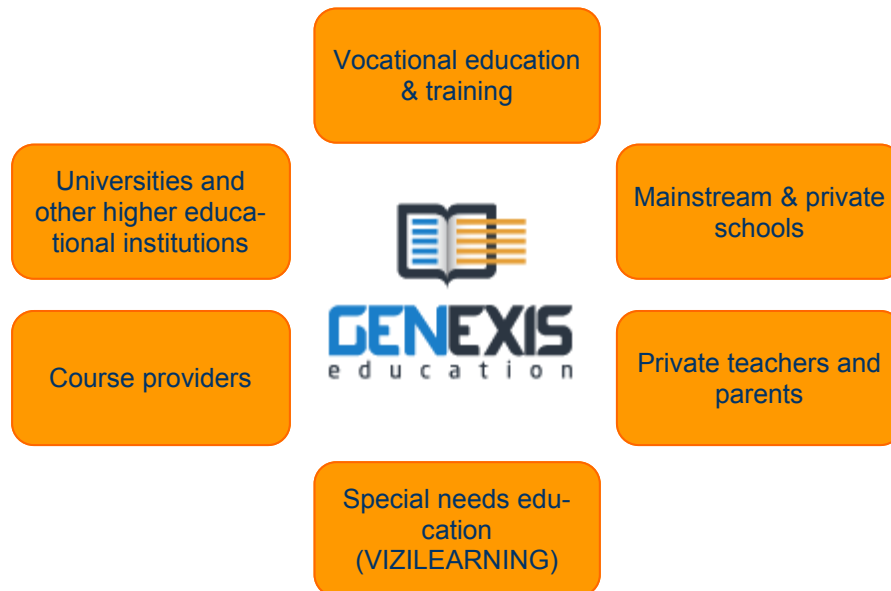 Vocational education
& training
Universities and
other higher educa-
tional institutions
Mainstream & private
schools
GENEXIS
education
Course providers
Private teachers and
parents
Special needs edu-
cation
(VIZILEARNING)